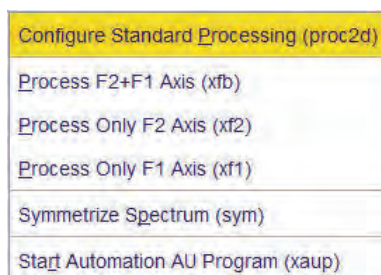 Configure Standard Processing (proc2d)
Process F2+F1 Axis (xfb)
Process Only F2 Axis (xf2)
Process Only F1 Axis (xf1)
Symmetrize Spectrum (sym)
Start Automation AU Program (xaup)